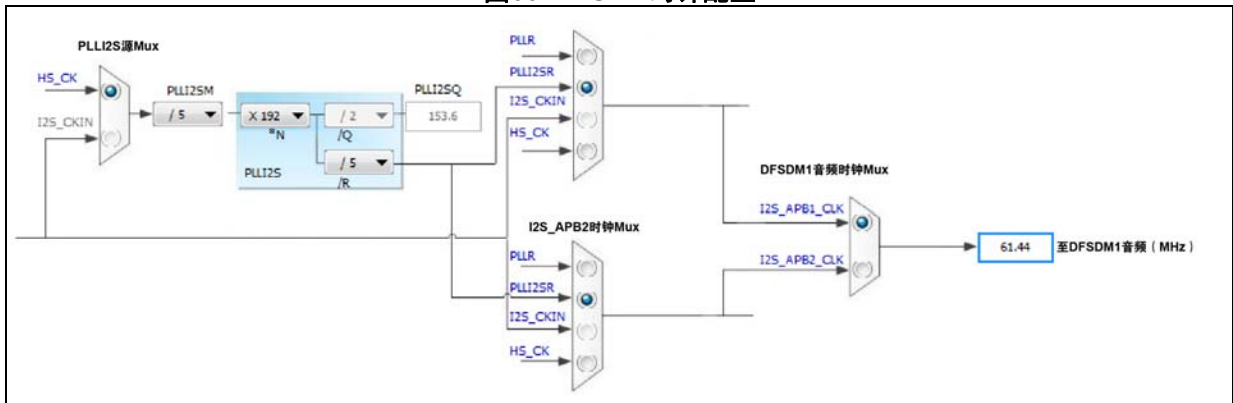 PLLI2S源Mux
HS_CK
I2S_CKIN
PLLI2SM
/ 5
X 192
*N
/ 2
/Q
/ 5
/R
PLLI2S
PLLI2SQ
153.6
PLLR
PLLI2SR
I2S_CKIN
HS_CK
I2S_APB2时钟Mux
PLLR
PLLI2SR
I2S_CKIN
HS_CK
DFSDM1音频时钟Mux
I2S_APB1_CLK
I2S_APB2_CLK
61.44
至DFSDM1音频（MHz）